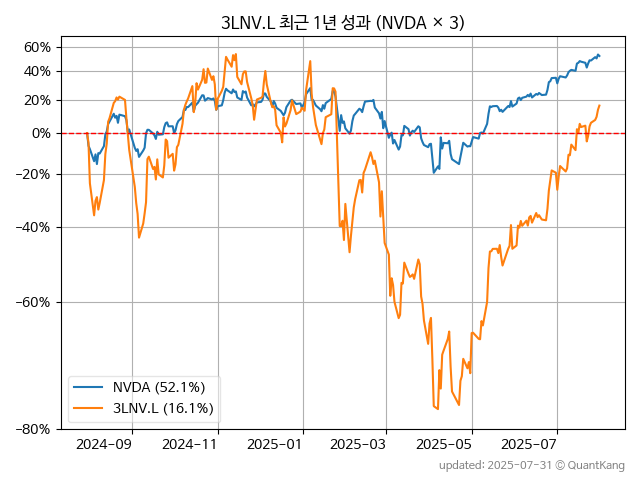 3LNV.L 최근 1년 성과 (NVDA × 3)
60%
40%
20%
0%
−20%
−40%
−60%
−80%
NVDA (52.1%)
3LNV.L (16.1%)
2024−09 2024−11 2025−01 2025−03 2025−05 2025−07
updated: 2025-07-31 © QuantKang